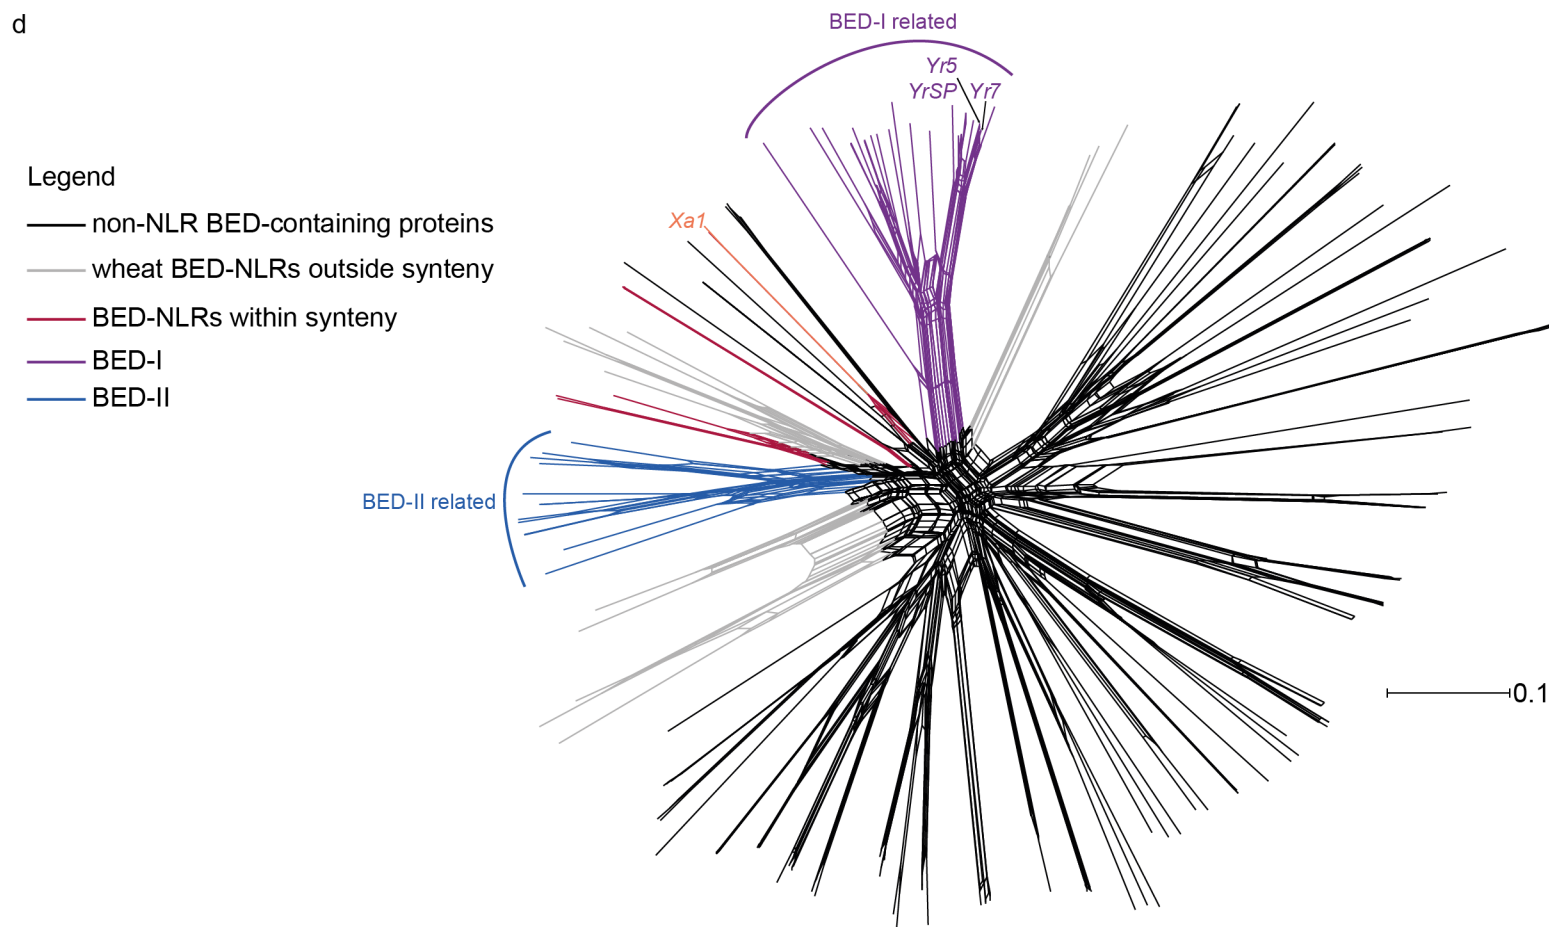 d
BED-I related
Yr5
YrSP Yr7
Legend
non-NLR BED-containing proteins
Xa1
wheat BED-NLRs outside synteny
BED-NLRs within synteny
BED-I
BED-II
BED-II related
0.1